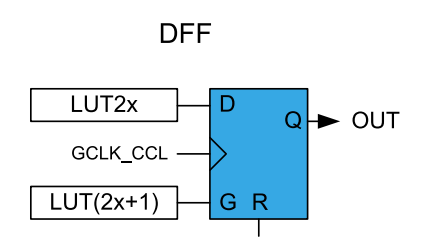 DFF
LUT2x
D
Q
OUT
GCLK_CCL
LUT(2x+1)
G R